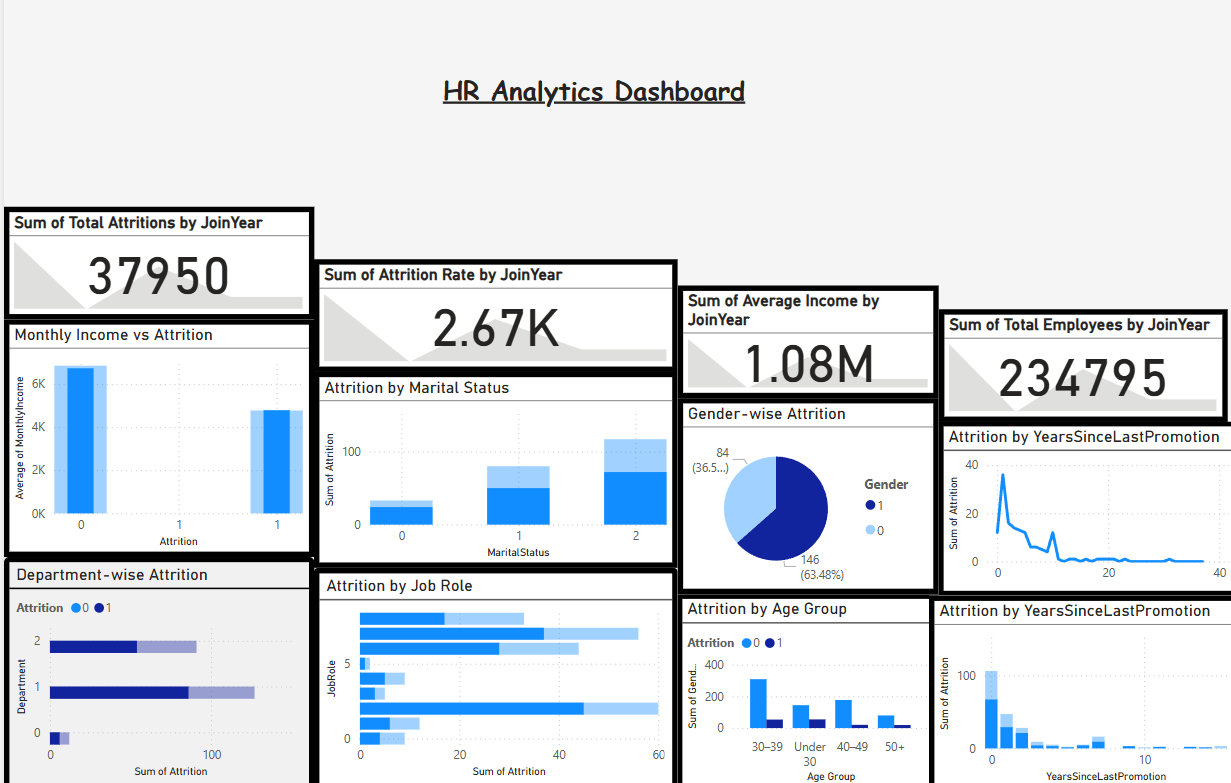 HR Analytics Dashboard
Sum of Total Attritions by JoinYear
37950
Monthly Income vs Attrition
Average of MonthlyIncome
6K
4K
2K
0K
0
1
1
Attrition
Department-wise Attrition
Attrition 0 1
Department
2
1
0
0
100
Sum of Attrition
Sum of Attrition Rate by JoinYear
2.67K
Attrition by Marital Status
Sum of Attrition
100
0
0
1
2
MaritalStatus
Attrition by Job Role
JobRole
5
0
0
20
40
60
Sum of Attrition
Sum of Average Income by
JoinYear
1.08M
Gender-wise Attrition
84
(36.5...)
146
(63.48%)
Gender
1
0
Attrition by Age Group
Attrition 0 1
Sum of Gend...
400
200
0
30–39
Under
30
40–49
50+
Age Group
Sum of Total Employees by JoinYear
234795
Attrition by YearsSinceLastPromotion
Sum of Attrition
40
20
0
0
20
40
Attrition by YearsSinceLastPromotion
Sum of Attrition
100
0
0
10
YearsSinceLastPromotion